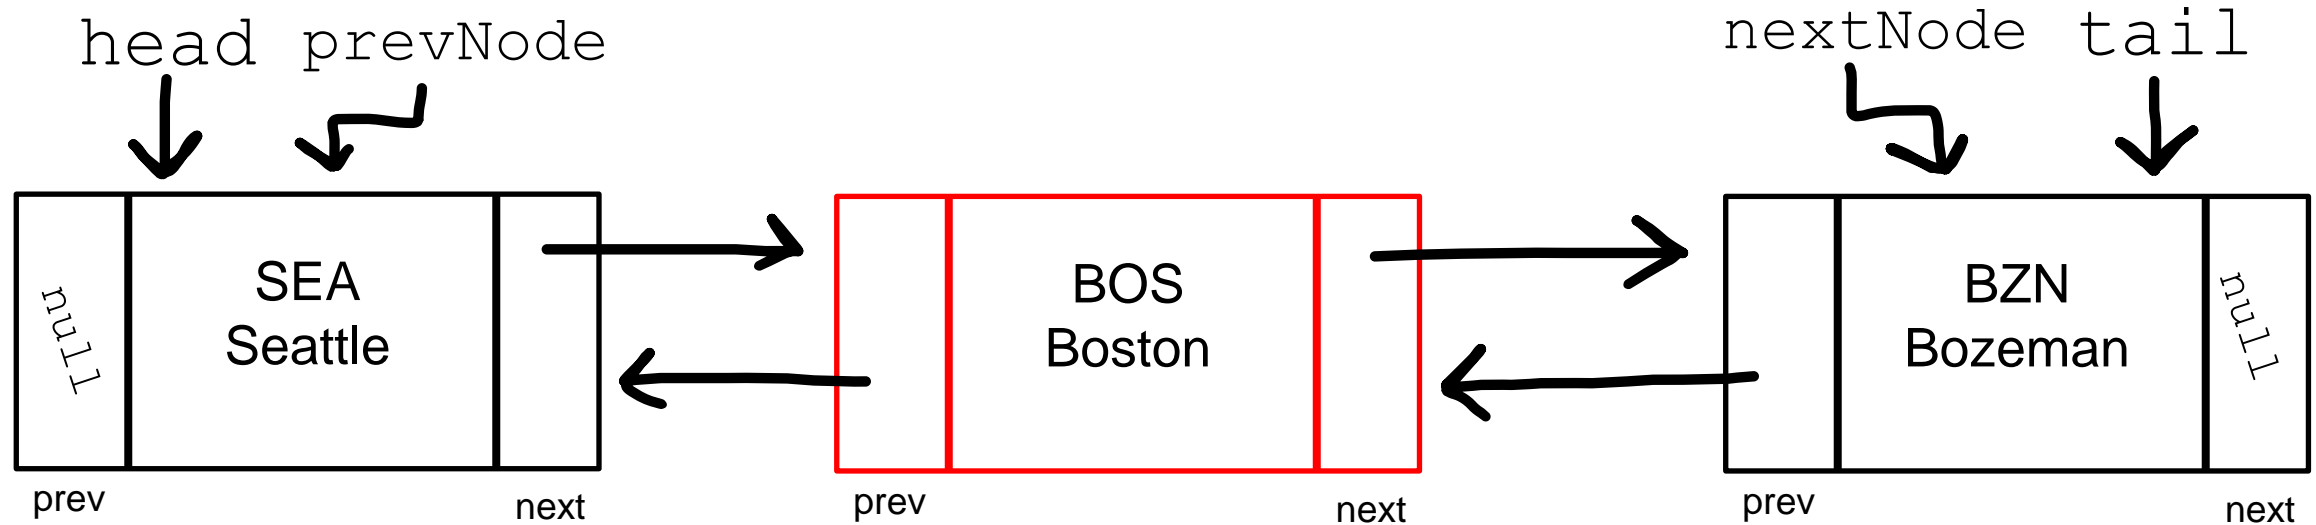 head prevNode nextNode tail
null
SEA
Seattle
BOS
Boston
BZN
Bozeman
null
prev
next
prev
next
prev
next